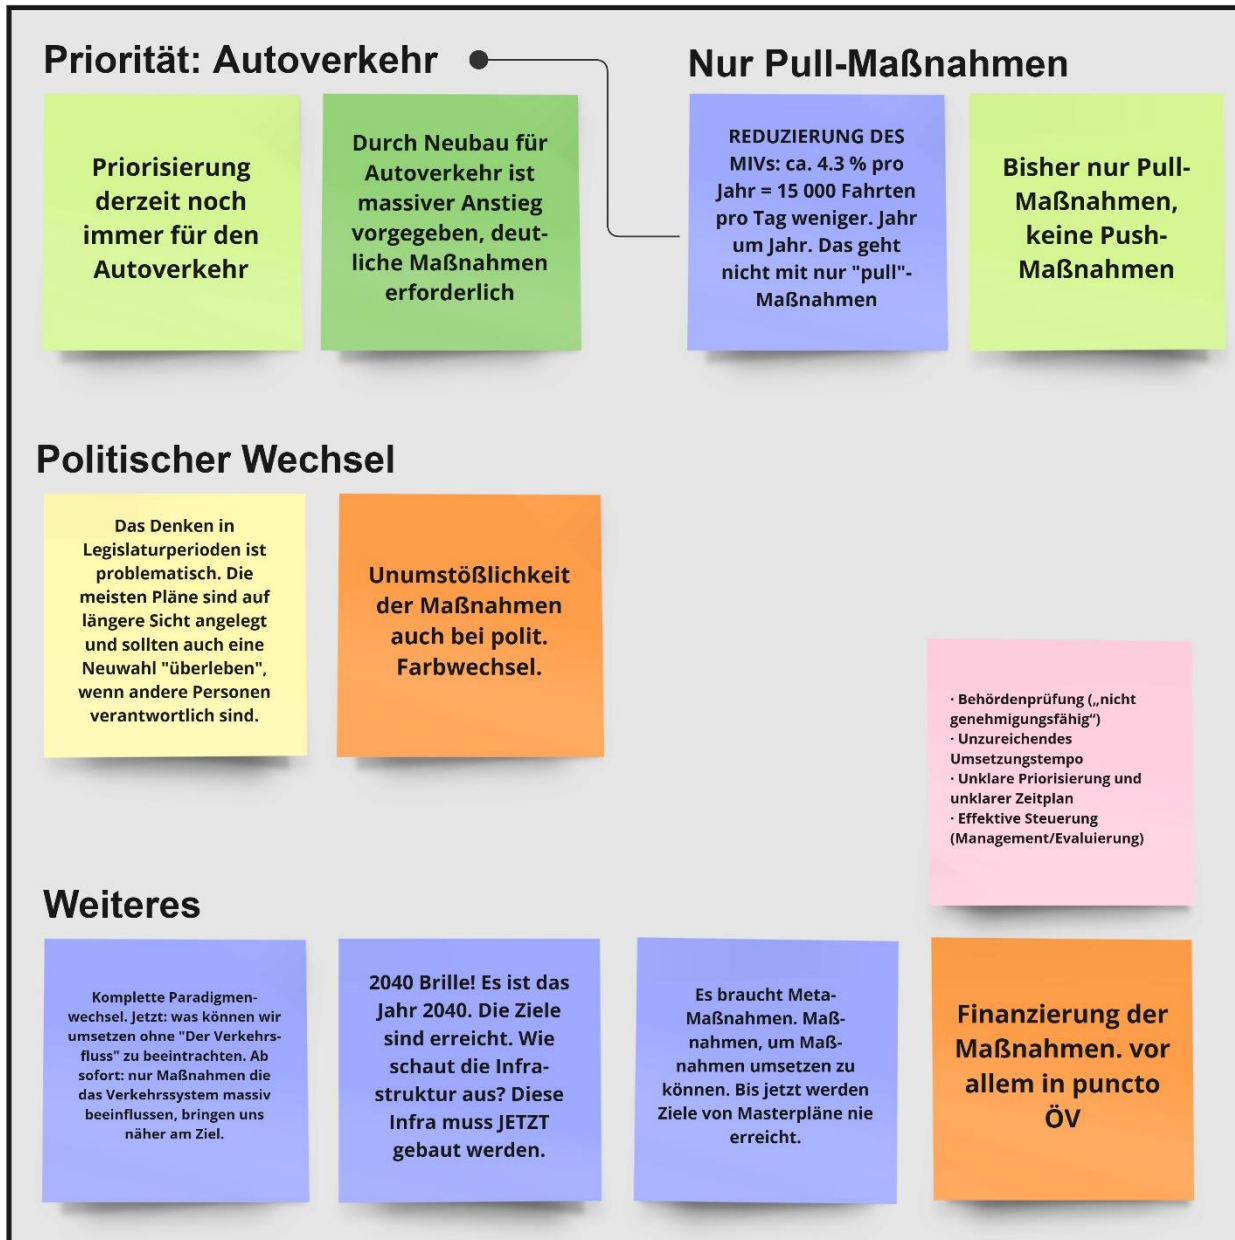 Priorität: Autoverkehr
Priorisierung
derzeit noch
immer für den
Autoverkehr
Durch Neubau für
Autoverkehr ist
massiver Anstieg
vorgegeben, deut-
liche Maßnahmen
erforderlich
Nur Pull-Maßnahmen
REDUZIERUNG DES
MIVs: ca. 4.3 % pro
Jahr = 15 000 Fahrten
pro Tag weniger. Jahr
um Jahr. Das geht
nicht mit nur "pull"-
Maßnahmen
Bisher nur Pull-
Maßnahmen,
keine Push-
Maßnahmen
Politischer Wechsel
Das Denken in
Legislaturperioden ist
problematisch. Die
meisten Pläne sind auf
längere Sicht angelegt
und sollten auch eine
Neuwahl "überleben",
wenn andere Personen
verantwortlich sind.
Unumstößlichkeit
der Maßnahmen
auch bei polit.
Farbwechsel.
· Behördenprüfung („nicht
genehmigungsfähig“)
· Unzureichendes
Umsetzungstempo
· Unklare Priorisierung und
unklarer Zeitplan
· Effektive Steuerung
(Management/Evaluierung)
Weiteres
Komplette Paradigmen-
wechsel. Jetzt: was können wir
umsetzen ohne "Der Verkehrs-
fluss" zu beeintrachten. Ab
sofort: nur Maßnahmen die
das Verkehrssystem massiv
beeinflussen, bringen uns
näher am Ziel.
2040 Brille! Es ist das
Jahr 2040. Die Ziele
sind erreicht. Wie
schaut die Infra-
struktur aus? Diese
Infra muss JETZT
gebaut werden.
Es braucht Meta-
Maßnahmen. Maß-
nahmen, um Maß-
nahmen umsetzen zu
können. Bis jetzt werden
Ziele von Masterpläne nie
erreicht.
Finanzierung der
Maßnahmen. vor
allem in puncto
ÖV